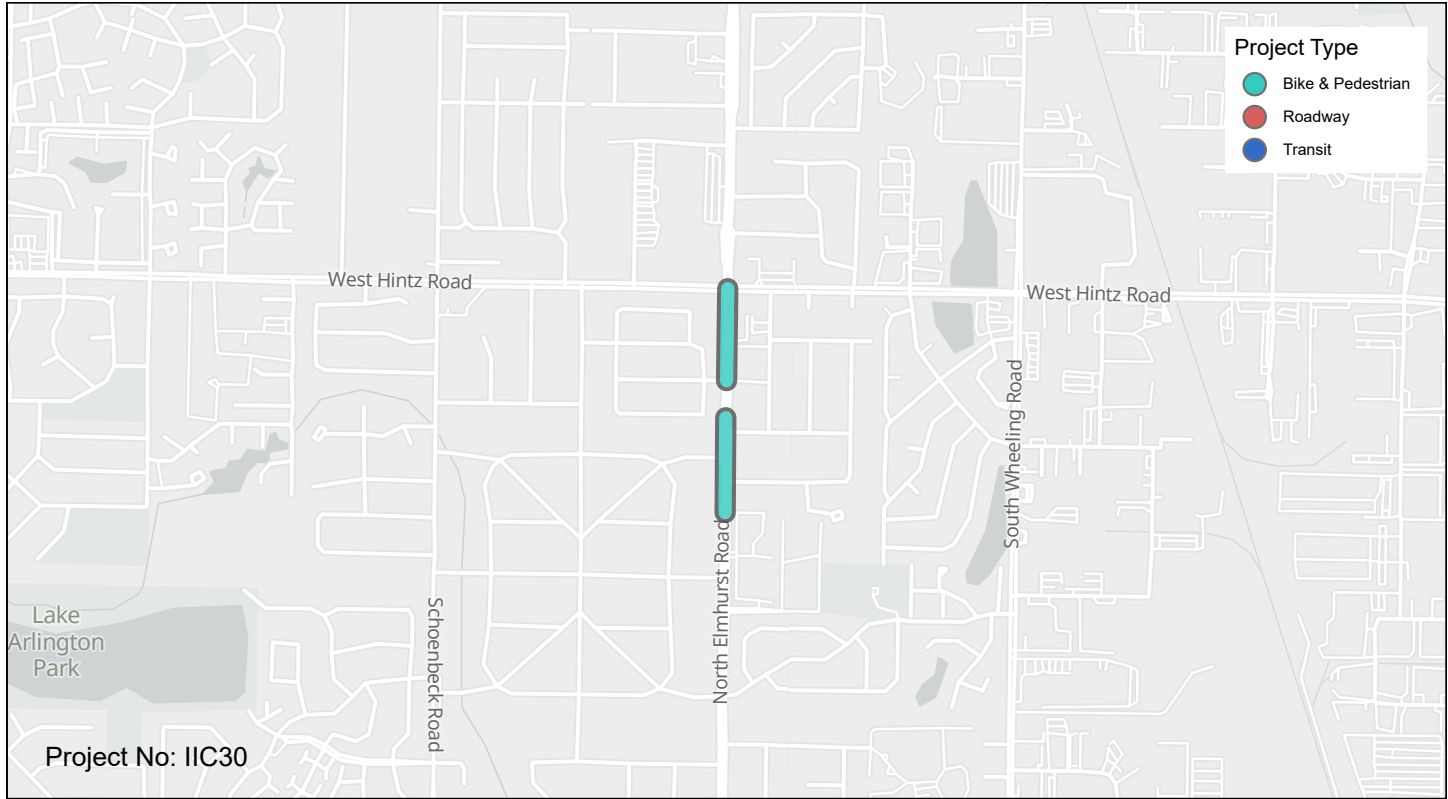 Project Type
Bike & Pedestrian
Roadway
Transit
West Hintz Road
West Hintz Road
South Wheeling Road
North Elmhurst Road
Schoenbeck Road
Lake
Arlington
Park
Project No: IIC30